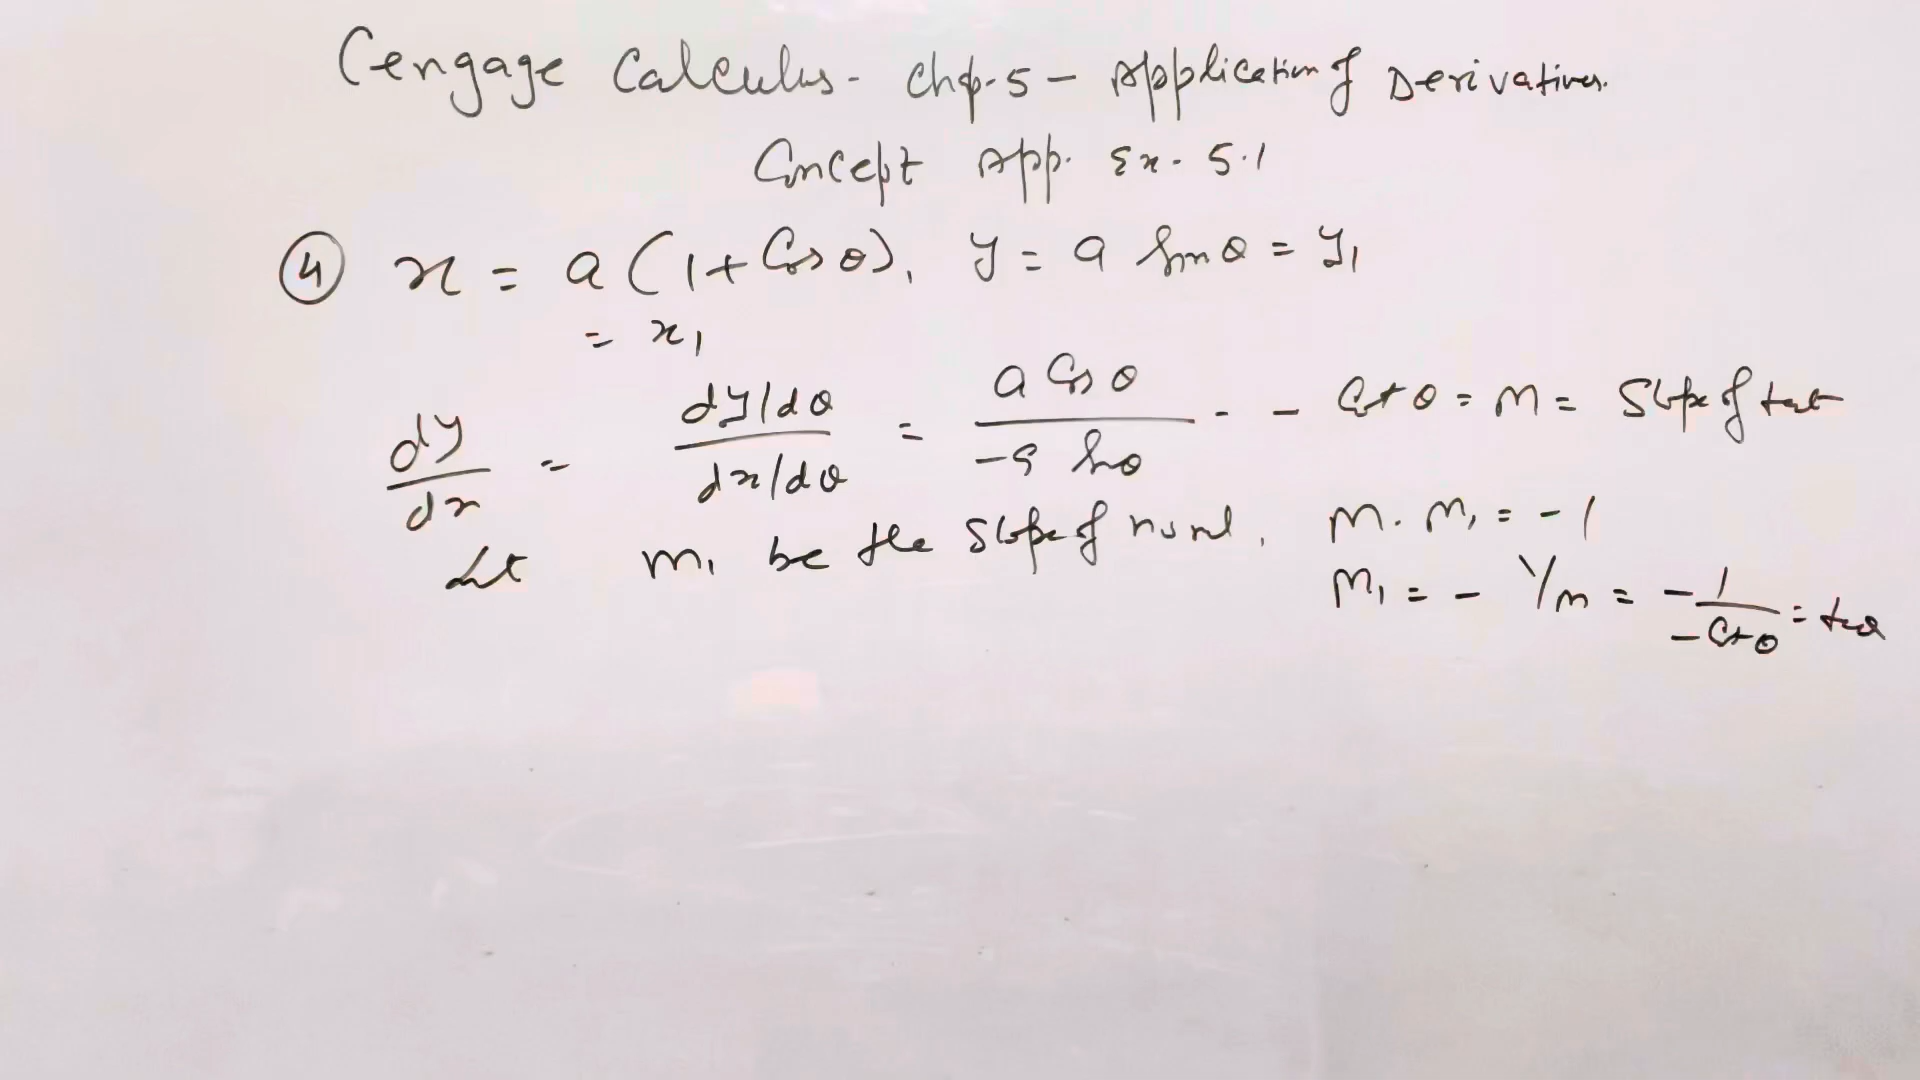 Cengage Calculus - Chp-5 - Application of Derivatives.
Concept App. Ex. 5.1
④ x = a (1 + Cos θ), y = a Sin θ = y₁
= x₁
dy/dx = (dy/dθ)/(dx/dθ) = (a Cos θ)/(-a Sin θ) = - Cot θ = m = Slope of tangent
Let m₁ be the Slope of normal, m . m₁ = -1
m₁ = - 1/m = -1/(-Cot θ) = tan θ